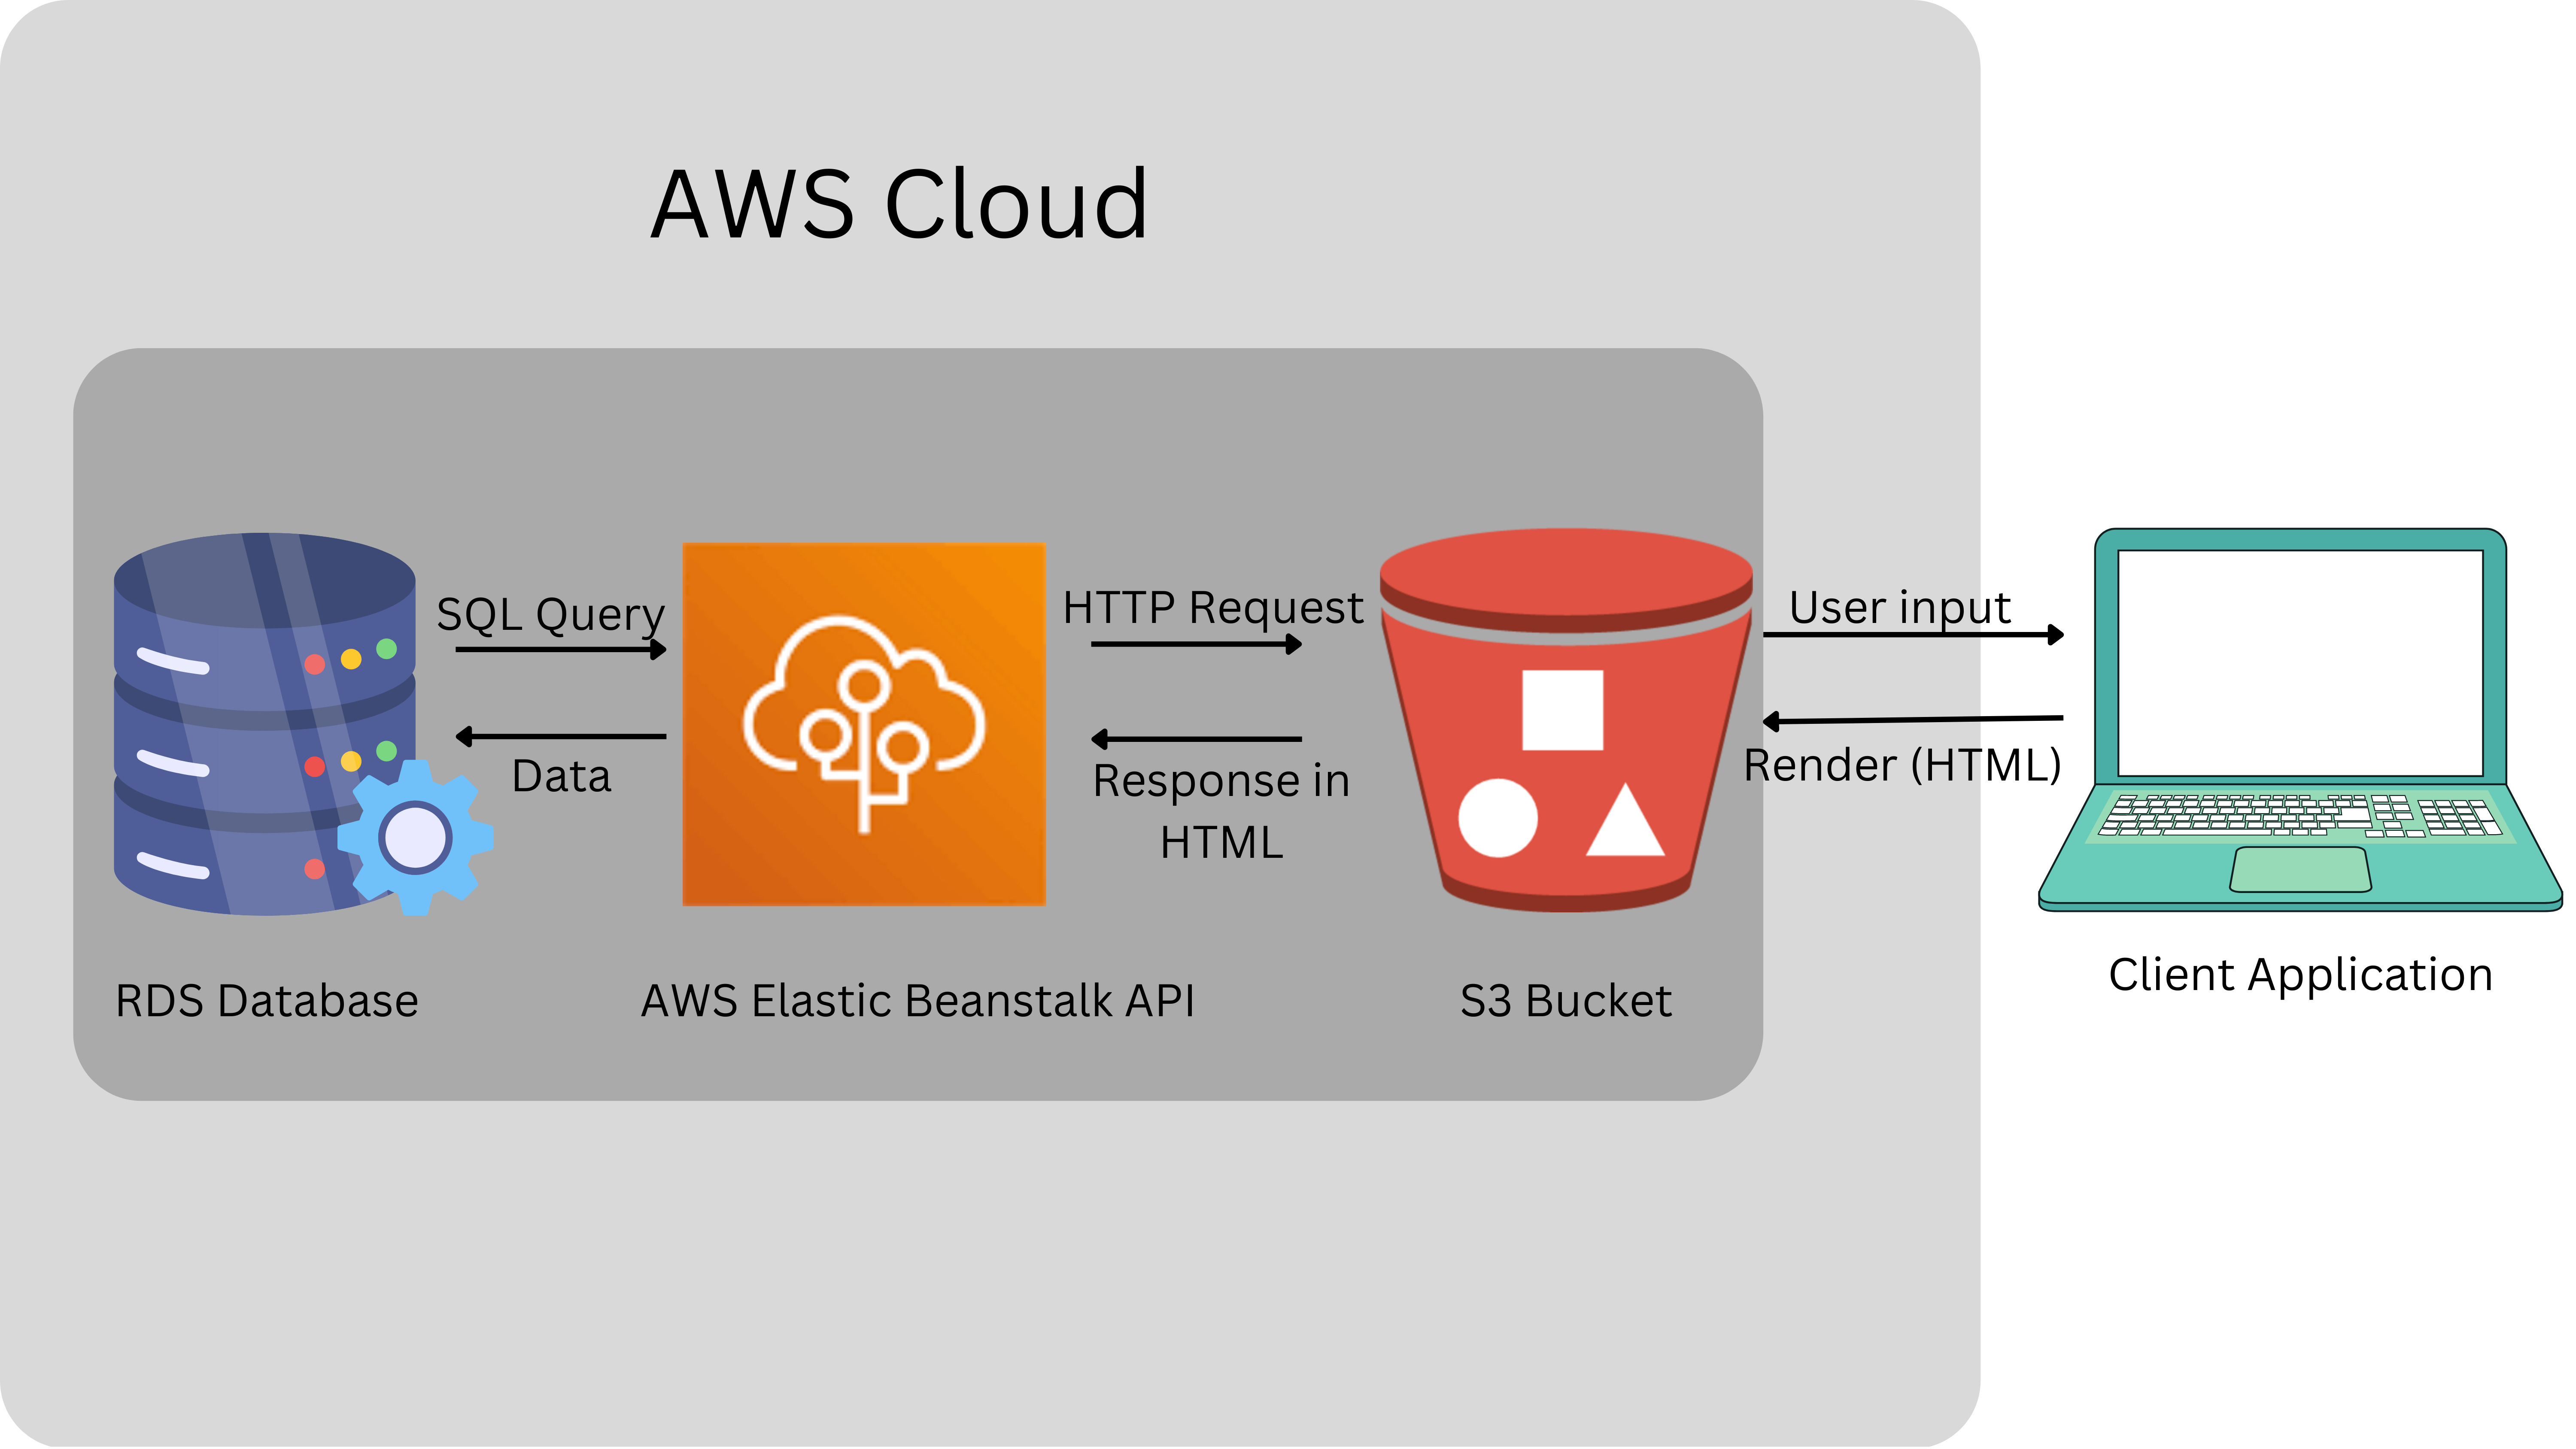 AWS Cloud
SQL Query
HTTP Request
User input
Data
Response in
HTML
Render (HTML)
RDS Database
AWS Elastic Beanstalk API
S3 Bucket
Client Application